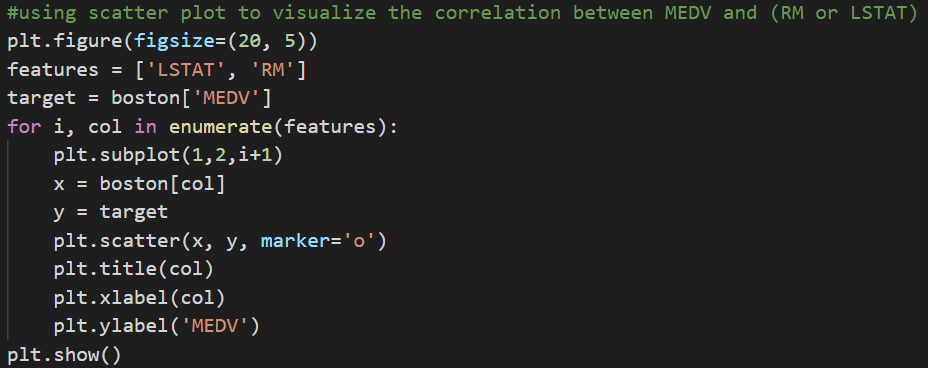 #using scatter plot to visualize the correlation between MEDV and (RM or LSTAT)
plt.figure(figsize=(20, 5))
features = ['LSTAT', 'RM']
target = boston['MEDV']
for i, col in enumerate(features):
    plt.subplot(1,2,i+1)
    x = boston[col]
    y = target
    plt.scatter(x, y, marker='o')
    plt.title(col)
    plt.xlabel(col)
    plt.ylabel('MEDV')
plt.show()